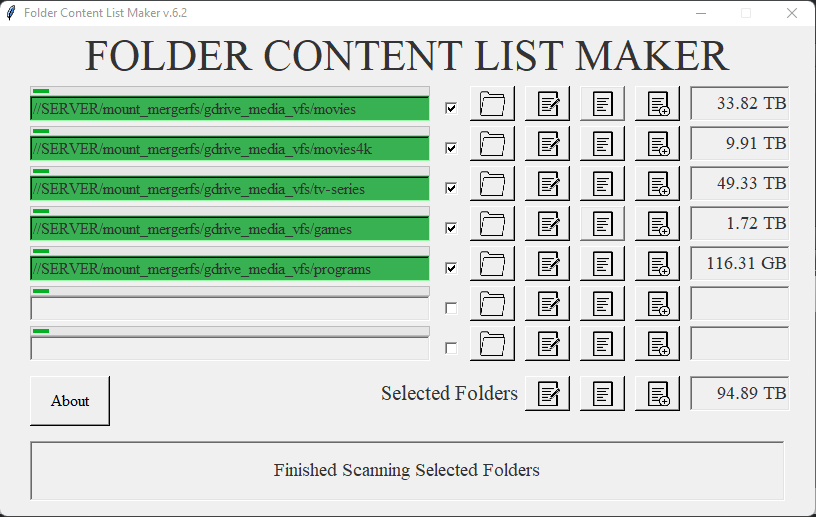 Folder Content List Maker v.6.2
FOLDER CONTENT LIST MAKER
//SERVER/mount_mergerfs/gdrive_media_vfs/movies 33.82 TB
//SERVER/mount_mergerfs/gdrive_media_vfs/movies4k 9.91 TB
//SERVER/mount_mergerfs/gdrive_media_vfs/tv-series 49.33 TB
//SERVER/mount_mergerfs/gdrive_media_vfs/games 1.72 TB
//SERVER/mount_mergerfs/gdrive_media_vfs/programs 116.31 GB
About Selected Folders 94.89 TB
Finished Scanning Selected Folders